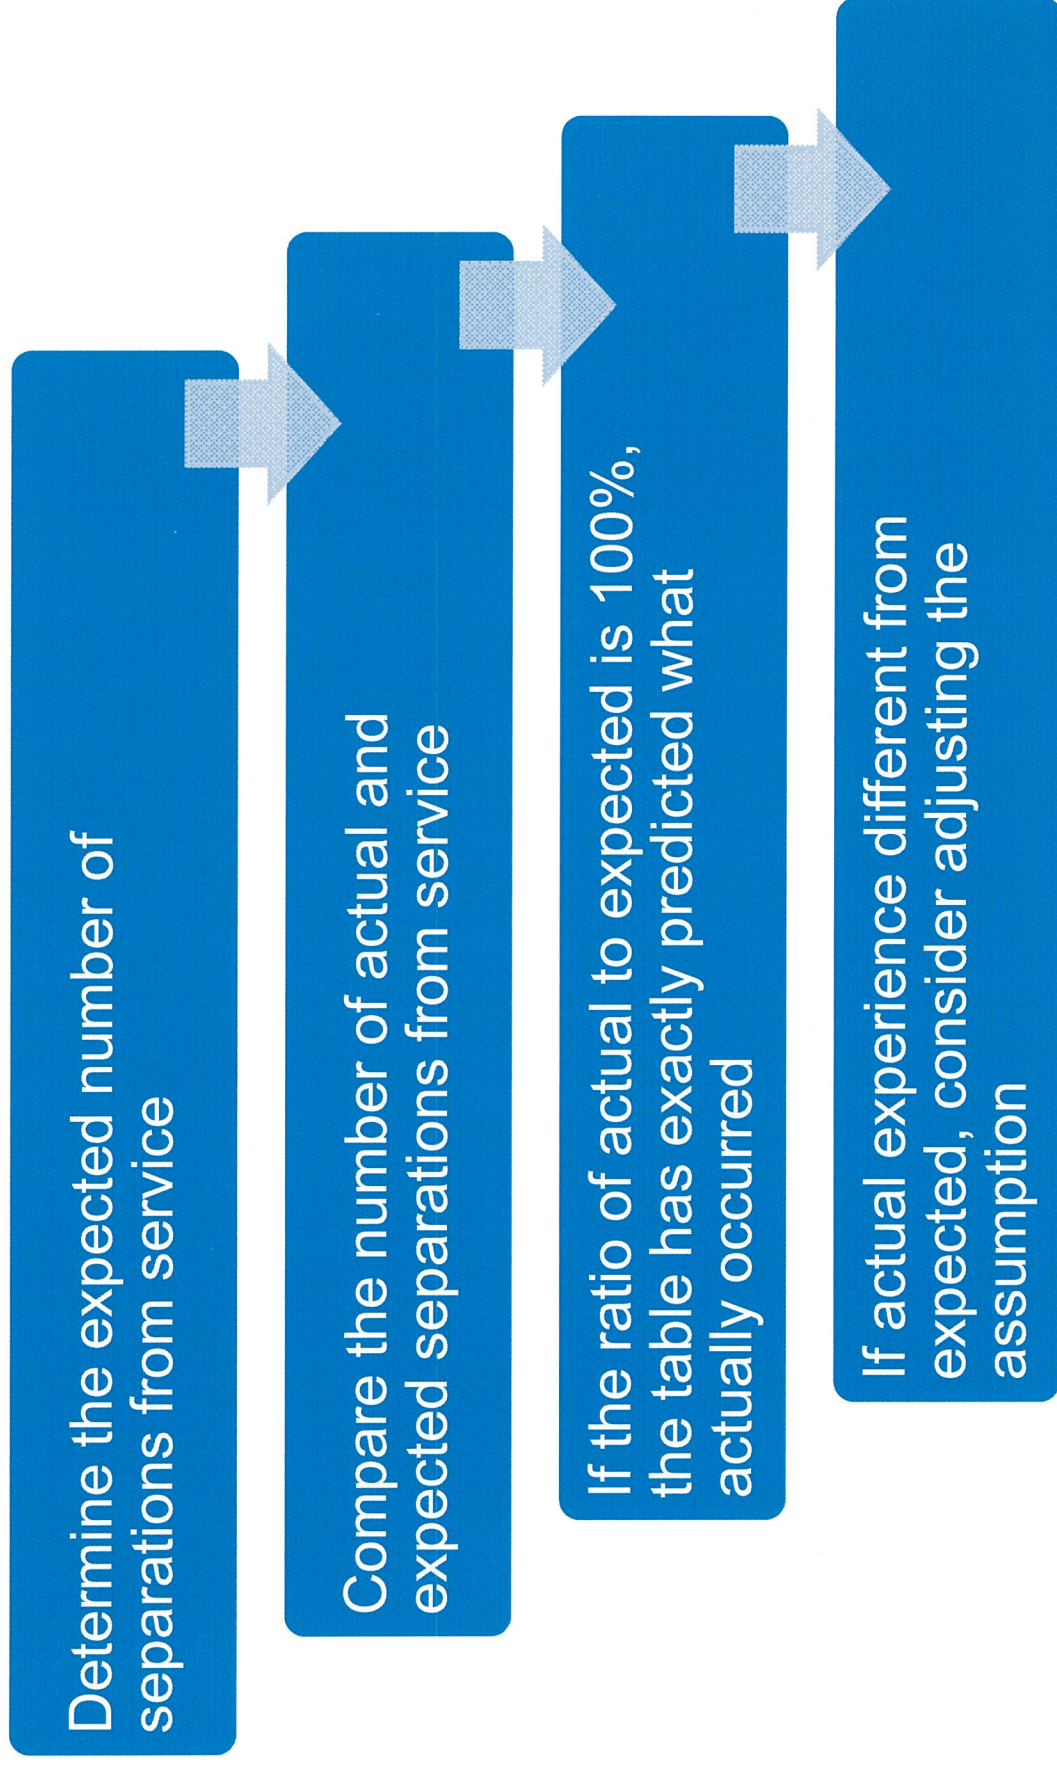 Determine the expected number of
separations from service
Compare the number of actual and
expected separations from service
If the ratio of actual to expected is 100%,
the table has exactly predicted what
actually occurred
If actual experience different from
expected, consider adjusting the
assumption